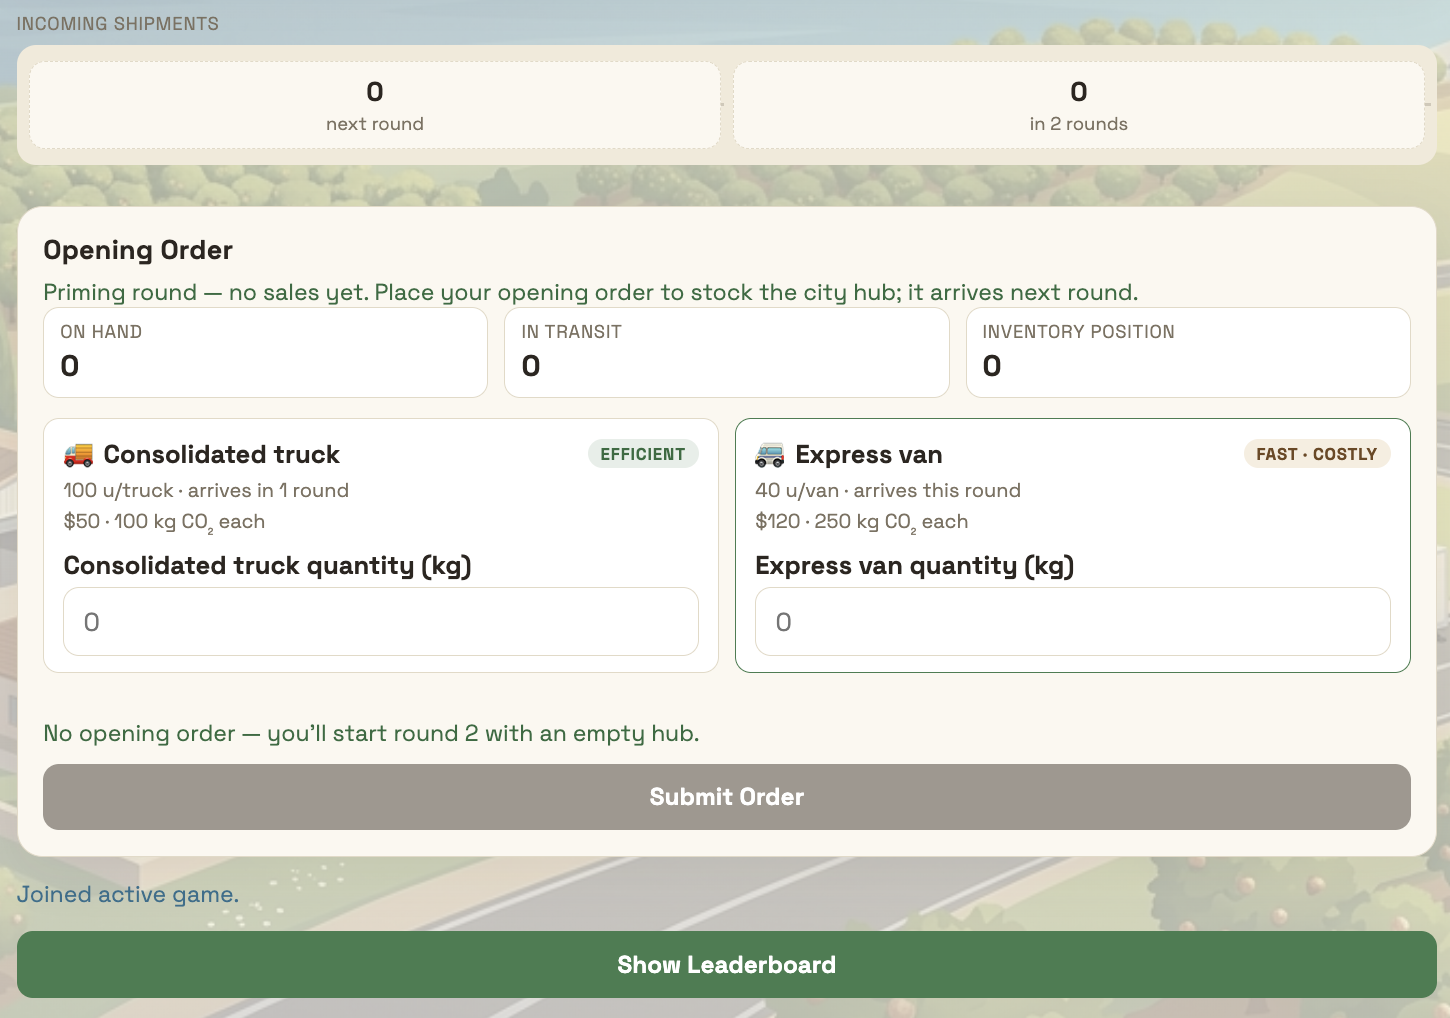 INCOMING SHIPMENTS
0
next round
0
in 2 rounds
Opening Order
Priming round — no sales yet. Place your opening order to stock the city hub; it arrives next round.
ON HAND
0
IN TRANSIT
0
INVENTORY POSITION
0
Consolidated truck
EFFICIENT
100 u/truck · arrives in 1 round
$50 · 100 kg CO₂ each
Consolidated truck quantity (kg)
0
Express van
FAST · COSTLY
40 u/van · arrives this round
$120 · 250 kg CO₂ each
Express van quantity (kg)
0
No opening order — you’ll start round 2 with an empty hub.
Submit Order
Joined active game.
Show Leaderboard